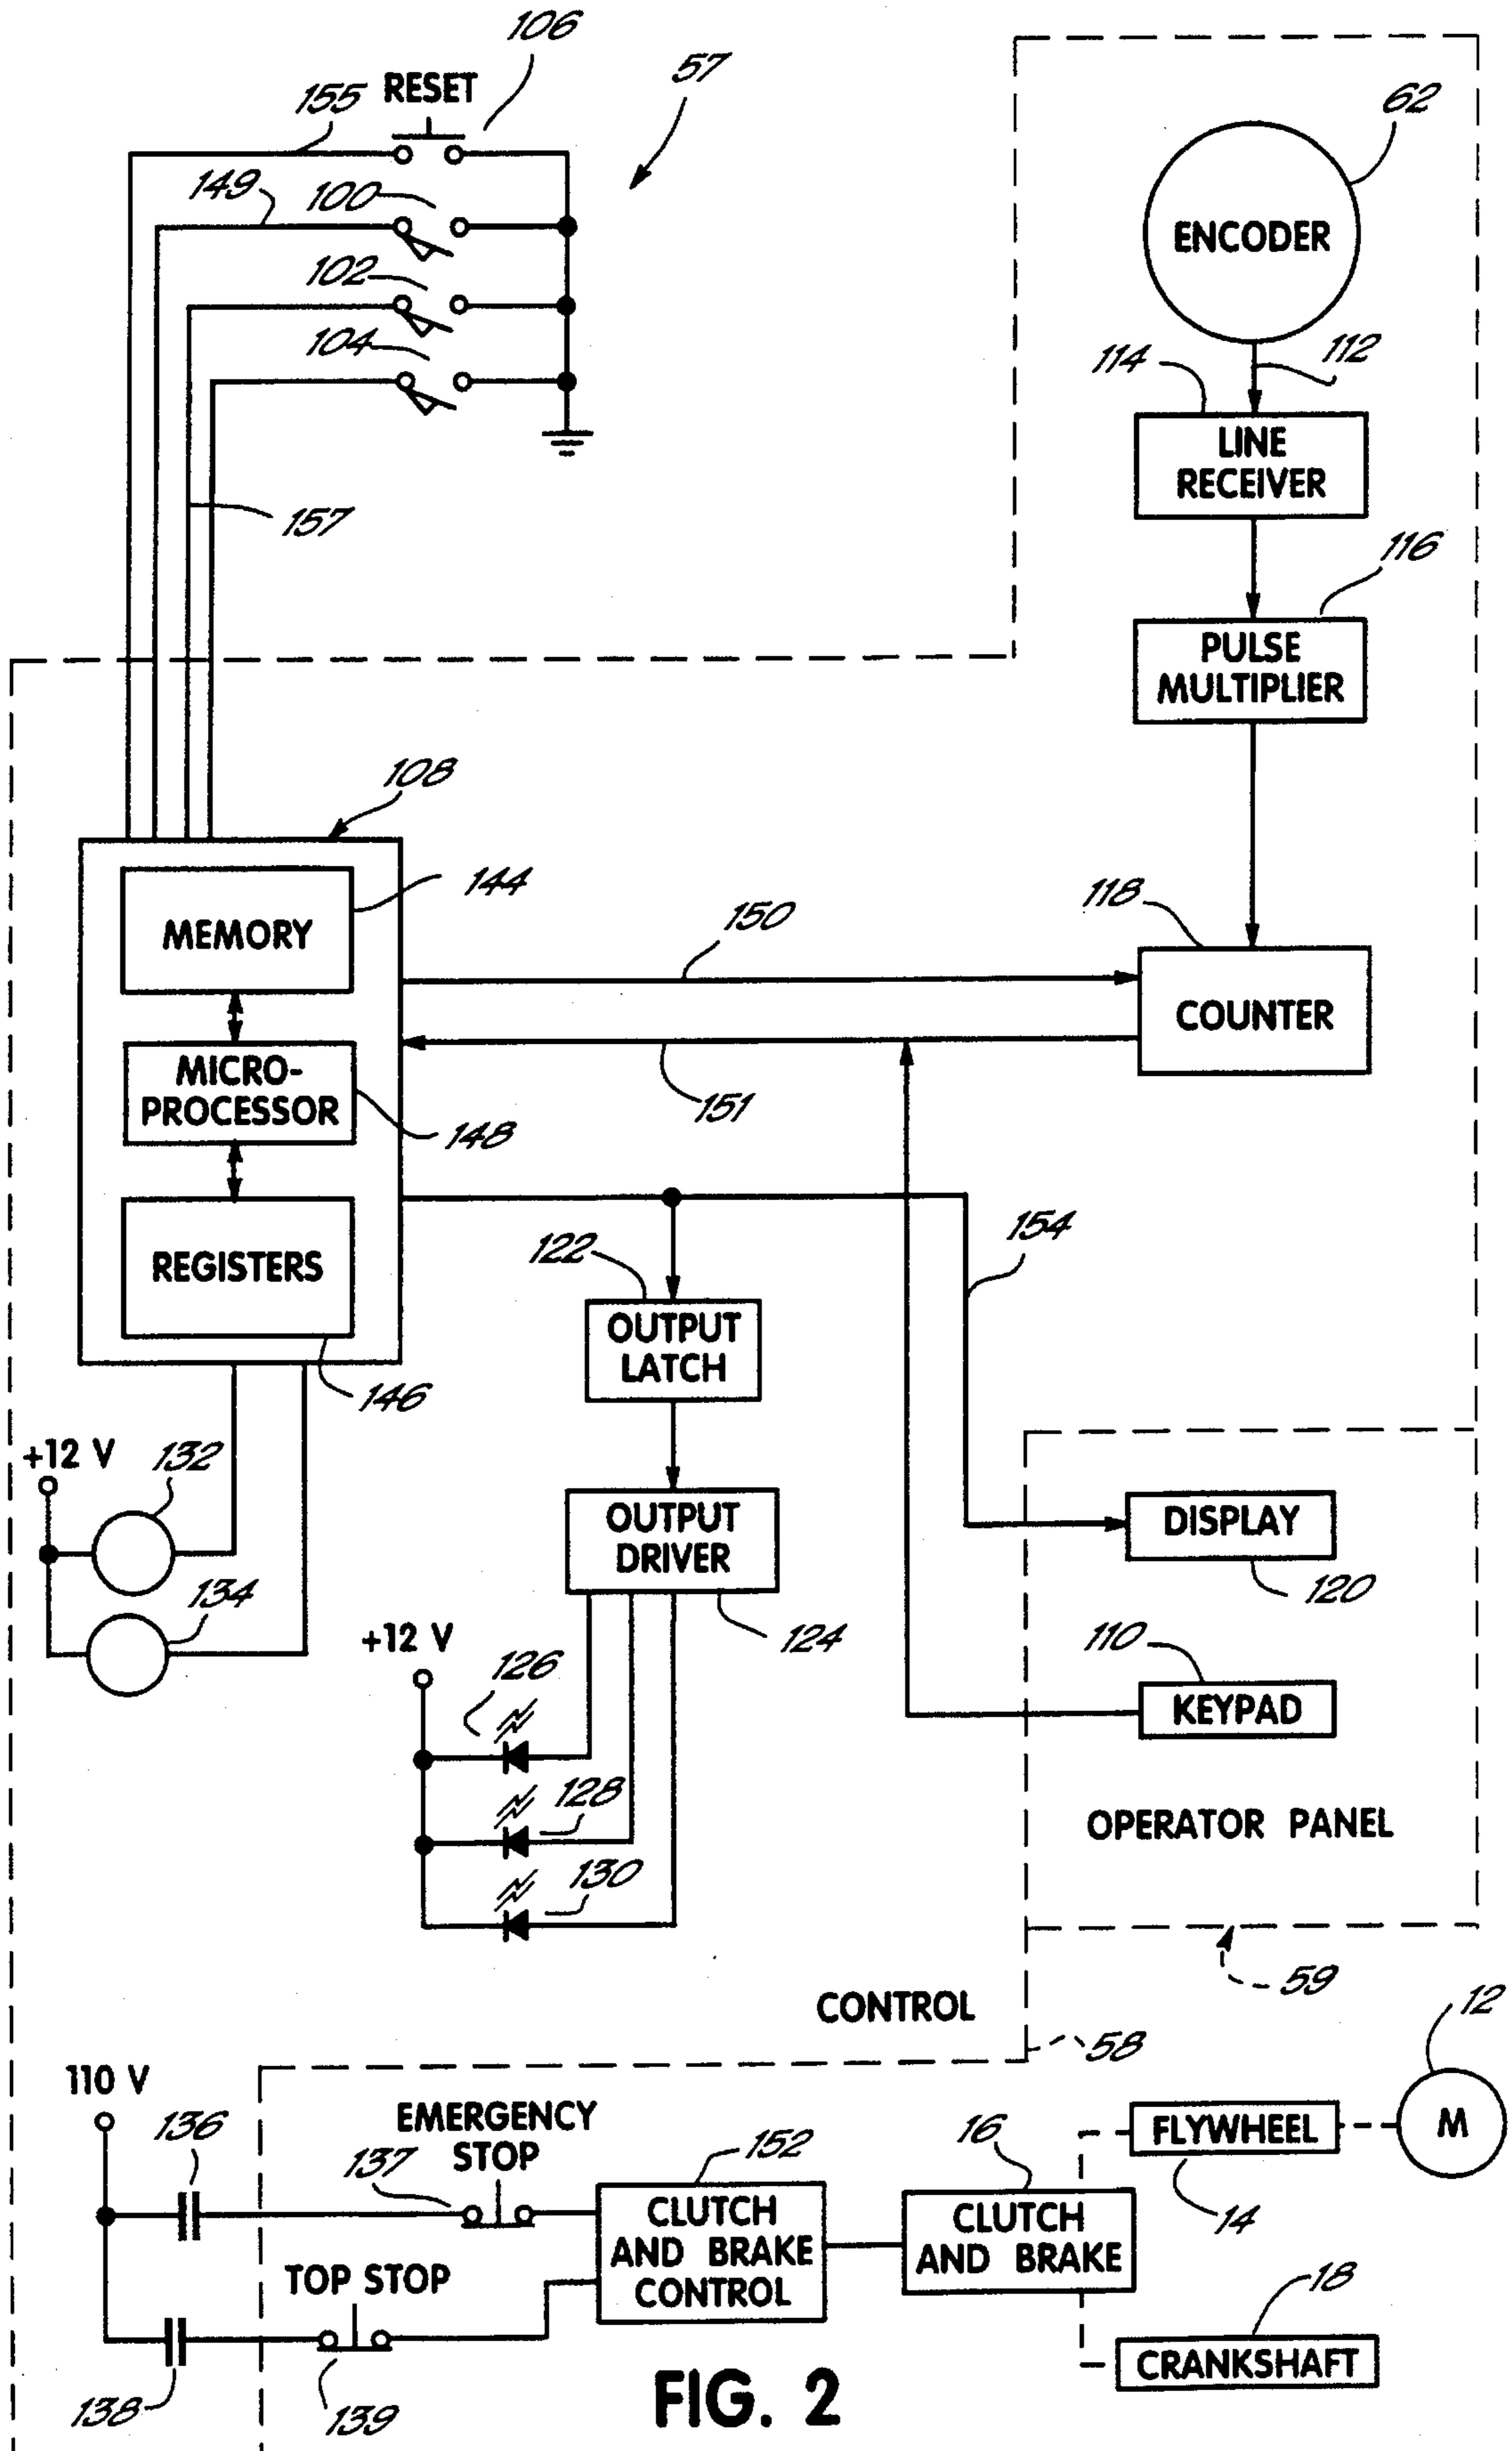 106
57
155
RESET
62
149
100
ENCODER
102
104
114
112
LINE
RECEIVER
157
116
PULSE
MULTIPLIER
108
144
MEMORY
150
118
COUNTER
MICRO-
PROCESSOR
151
148
154
122
REGISTERS
OUTPUT
LATCH
146
+12 V
132
OUTPUT
DRIVER
DISPLAY
120
134
124
+12 V
126
110
KEYPAD
128
OPERATOR PANEL
130
59
CONTROL
12
58
110 V
136
EMERGENCY
STOP
137
152
16
FLYWHEEL
M
CLUTCH
AND BRAKE
CONTROL
CLUTCH
AND BRAKE
14
TOP STOP
18
CRANKSHAFT
138
139
FIG. 2